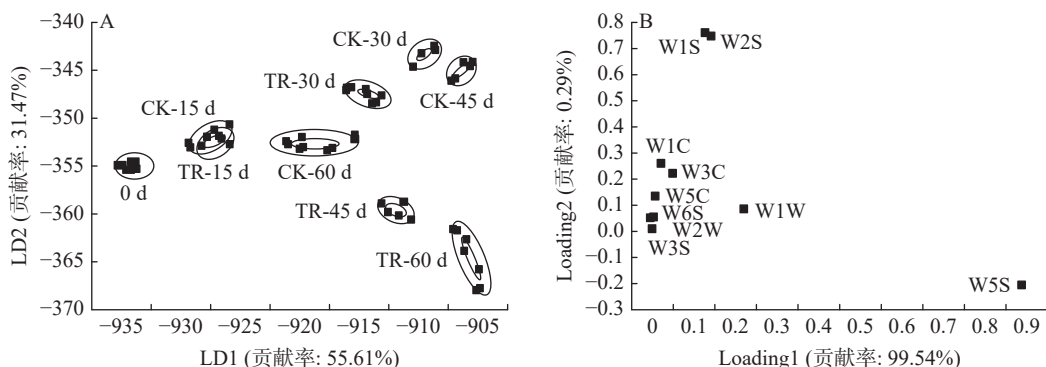 A
−340
−345
−350
−355
−360
−365
−370
LD2 (贡献率: 31.47%)
CK-30 d
TR-30 d
CK-45 d
CK-15 d
TR-15 d
CK-60 d
0 d
TR-45 d
TR-60 d
−935 −930 −925 −920 −915 −910 −905
LD1 (贡献率: 55.61%)
B
0.8
0.7
0.6
0.5
0.4
0.3
0.2
0.1
0.0
−0.1
−0.2
−0.3
Loading2 (贡献率: 0.29%)
W1S W2S
W1C
W3C
W5C
W6S W1W
W2W
W3S
W5S
0 0.1 0.2 0.2 0.3 0.4 0.5 0.6 0.7 0.8 0.9
Loading1 (贡献率: 99.54%)